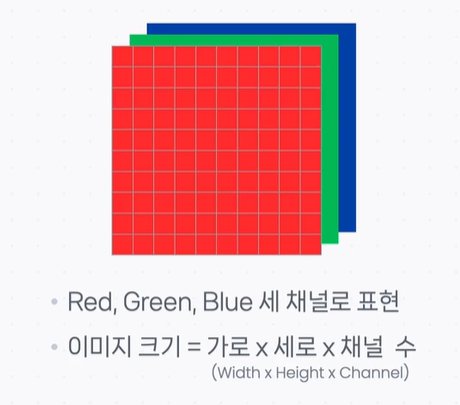 Red, Green, Blue 세 채널로 표현
이미지 크기 = 가로 x 세로 x 채널 수
(Width x Height x Channel)